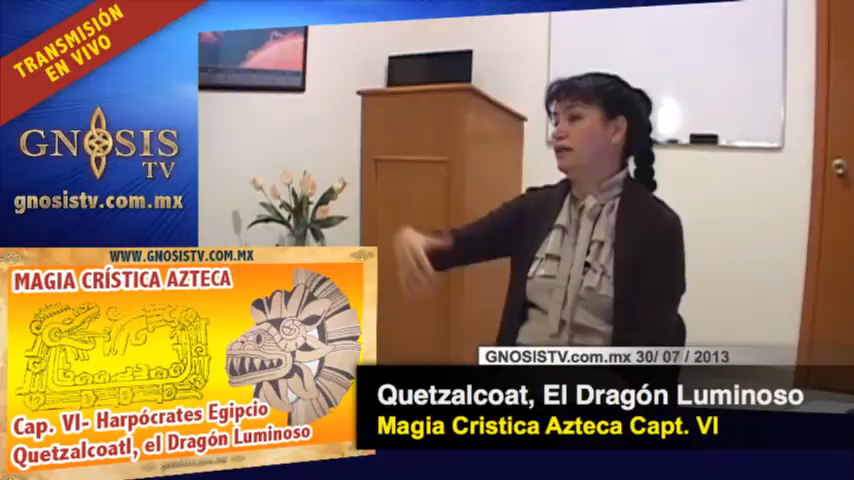 TRANSMISIÓN
EN VIVO
GNOSIS
TV
gnosistv.com.mx
WWW.GNOSISTV.COM.MX
MAGIA CRÍSTICA AZTECA
Cap. VI- Harpócrates Egipcio
Quetzalcoatl, el Dragón Luminoso
GNOSISTV.com.mx 30/ 07 / 2013
Quetzalcoat, El Dragón Luminoso
Magia Cristica Azteca Capt. VI